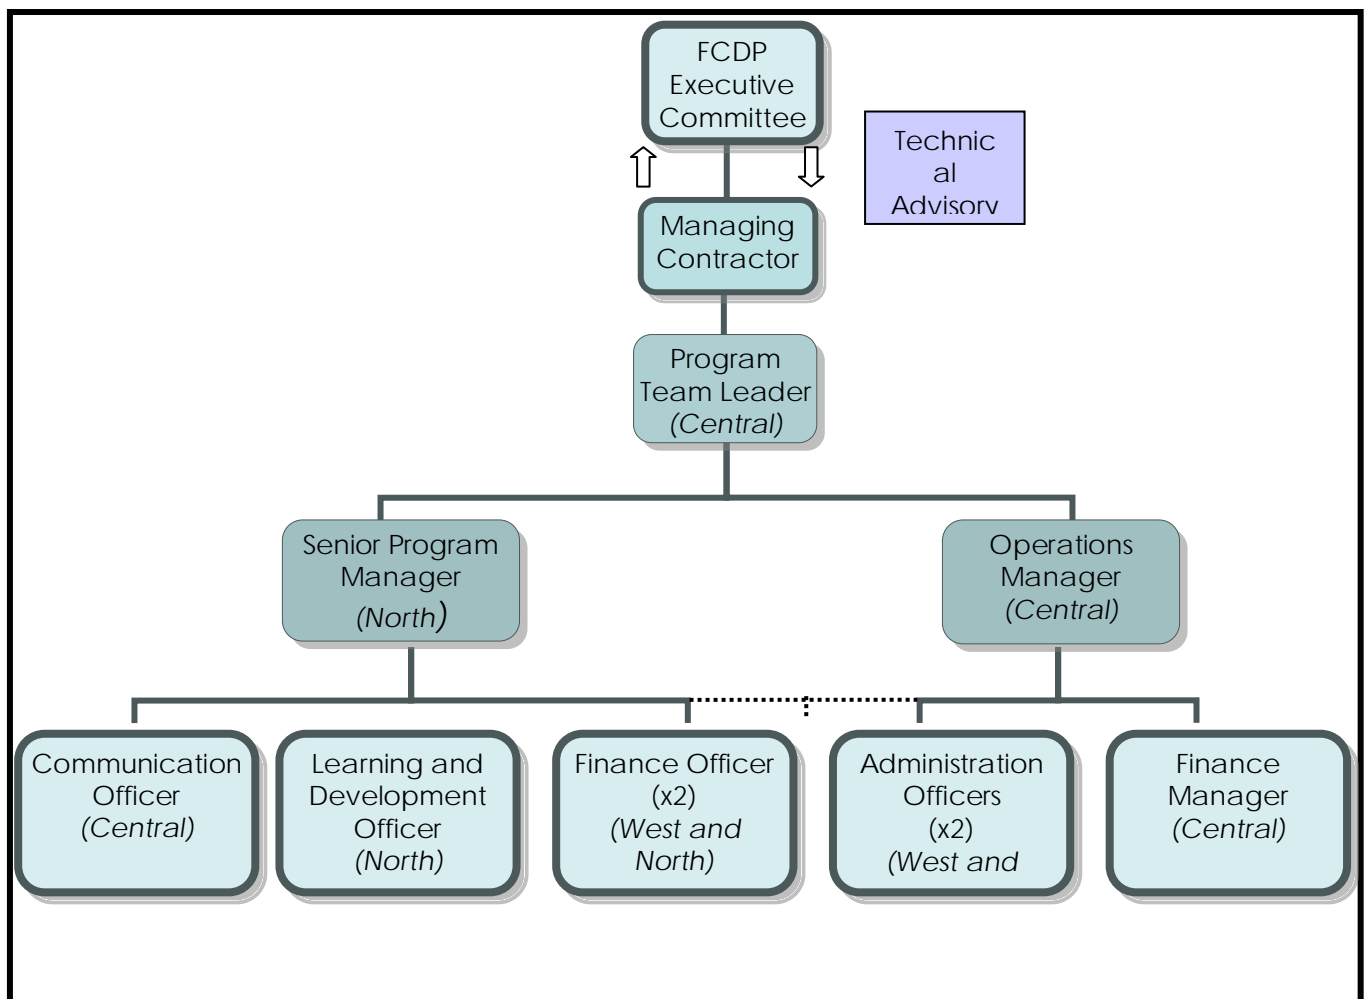 FCDP
Executive
Committee
Technic
al
Advisory
Managing
Contractor
Program
Team Leader
(Central)
Senior Program
Manager
(North)
Operations
Manager
(Central)
Communication
Officer
(Central)
Learning and
Development
Officer
(North)
Finance Officer
(x2)
(West and
North)
Administration
Officers
(x2)
(West and
Finance
Manager
(Central)